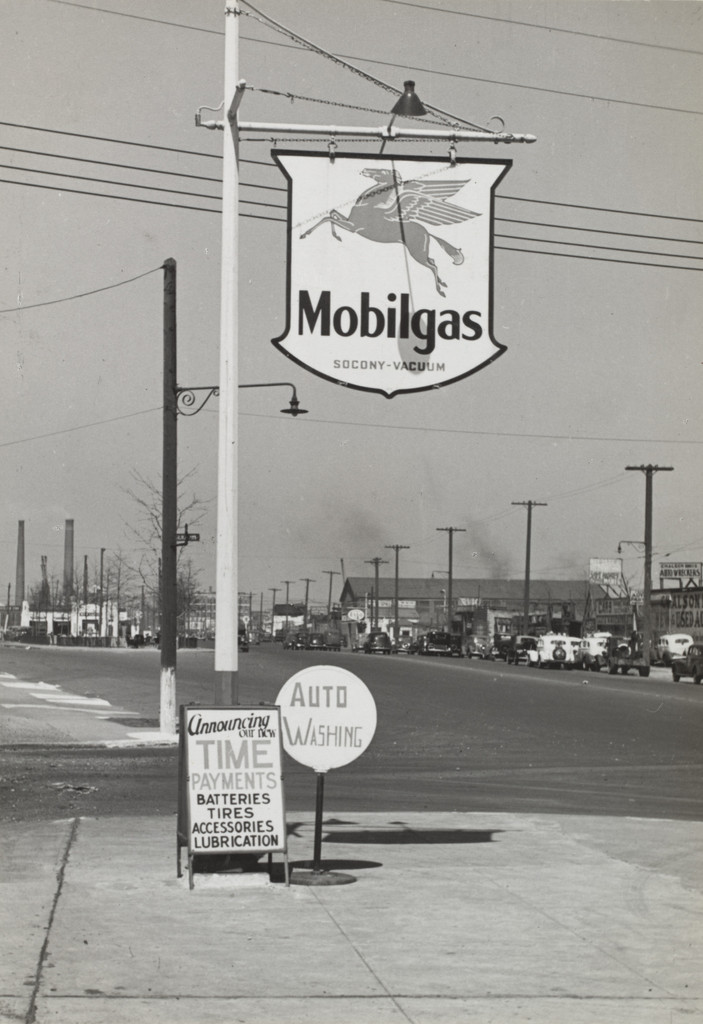 Mobilgas
SOCONY-VACUUM
AUTO
WASHING
Announcing
our new
TIME
PAYMENTS
BATTERIES
TIRES
ACCESSORIES
LUBRICATION